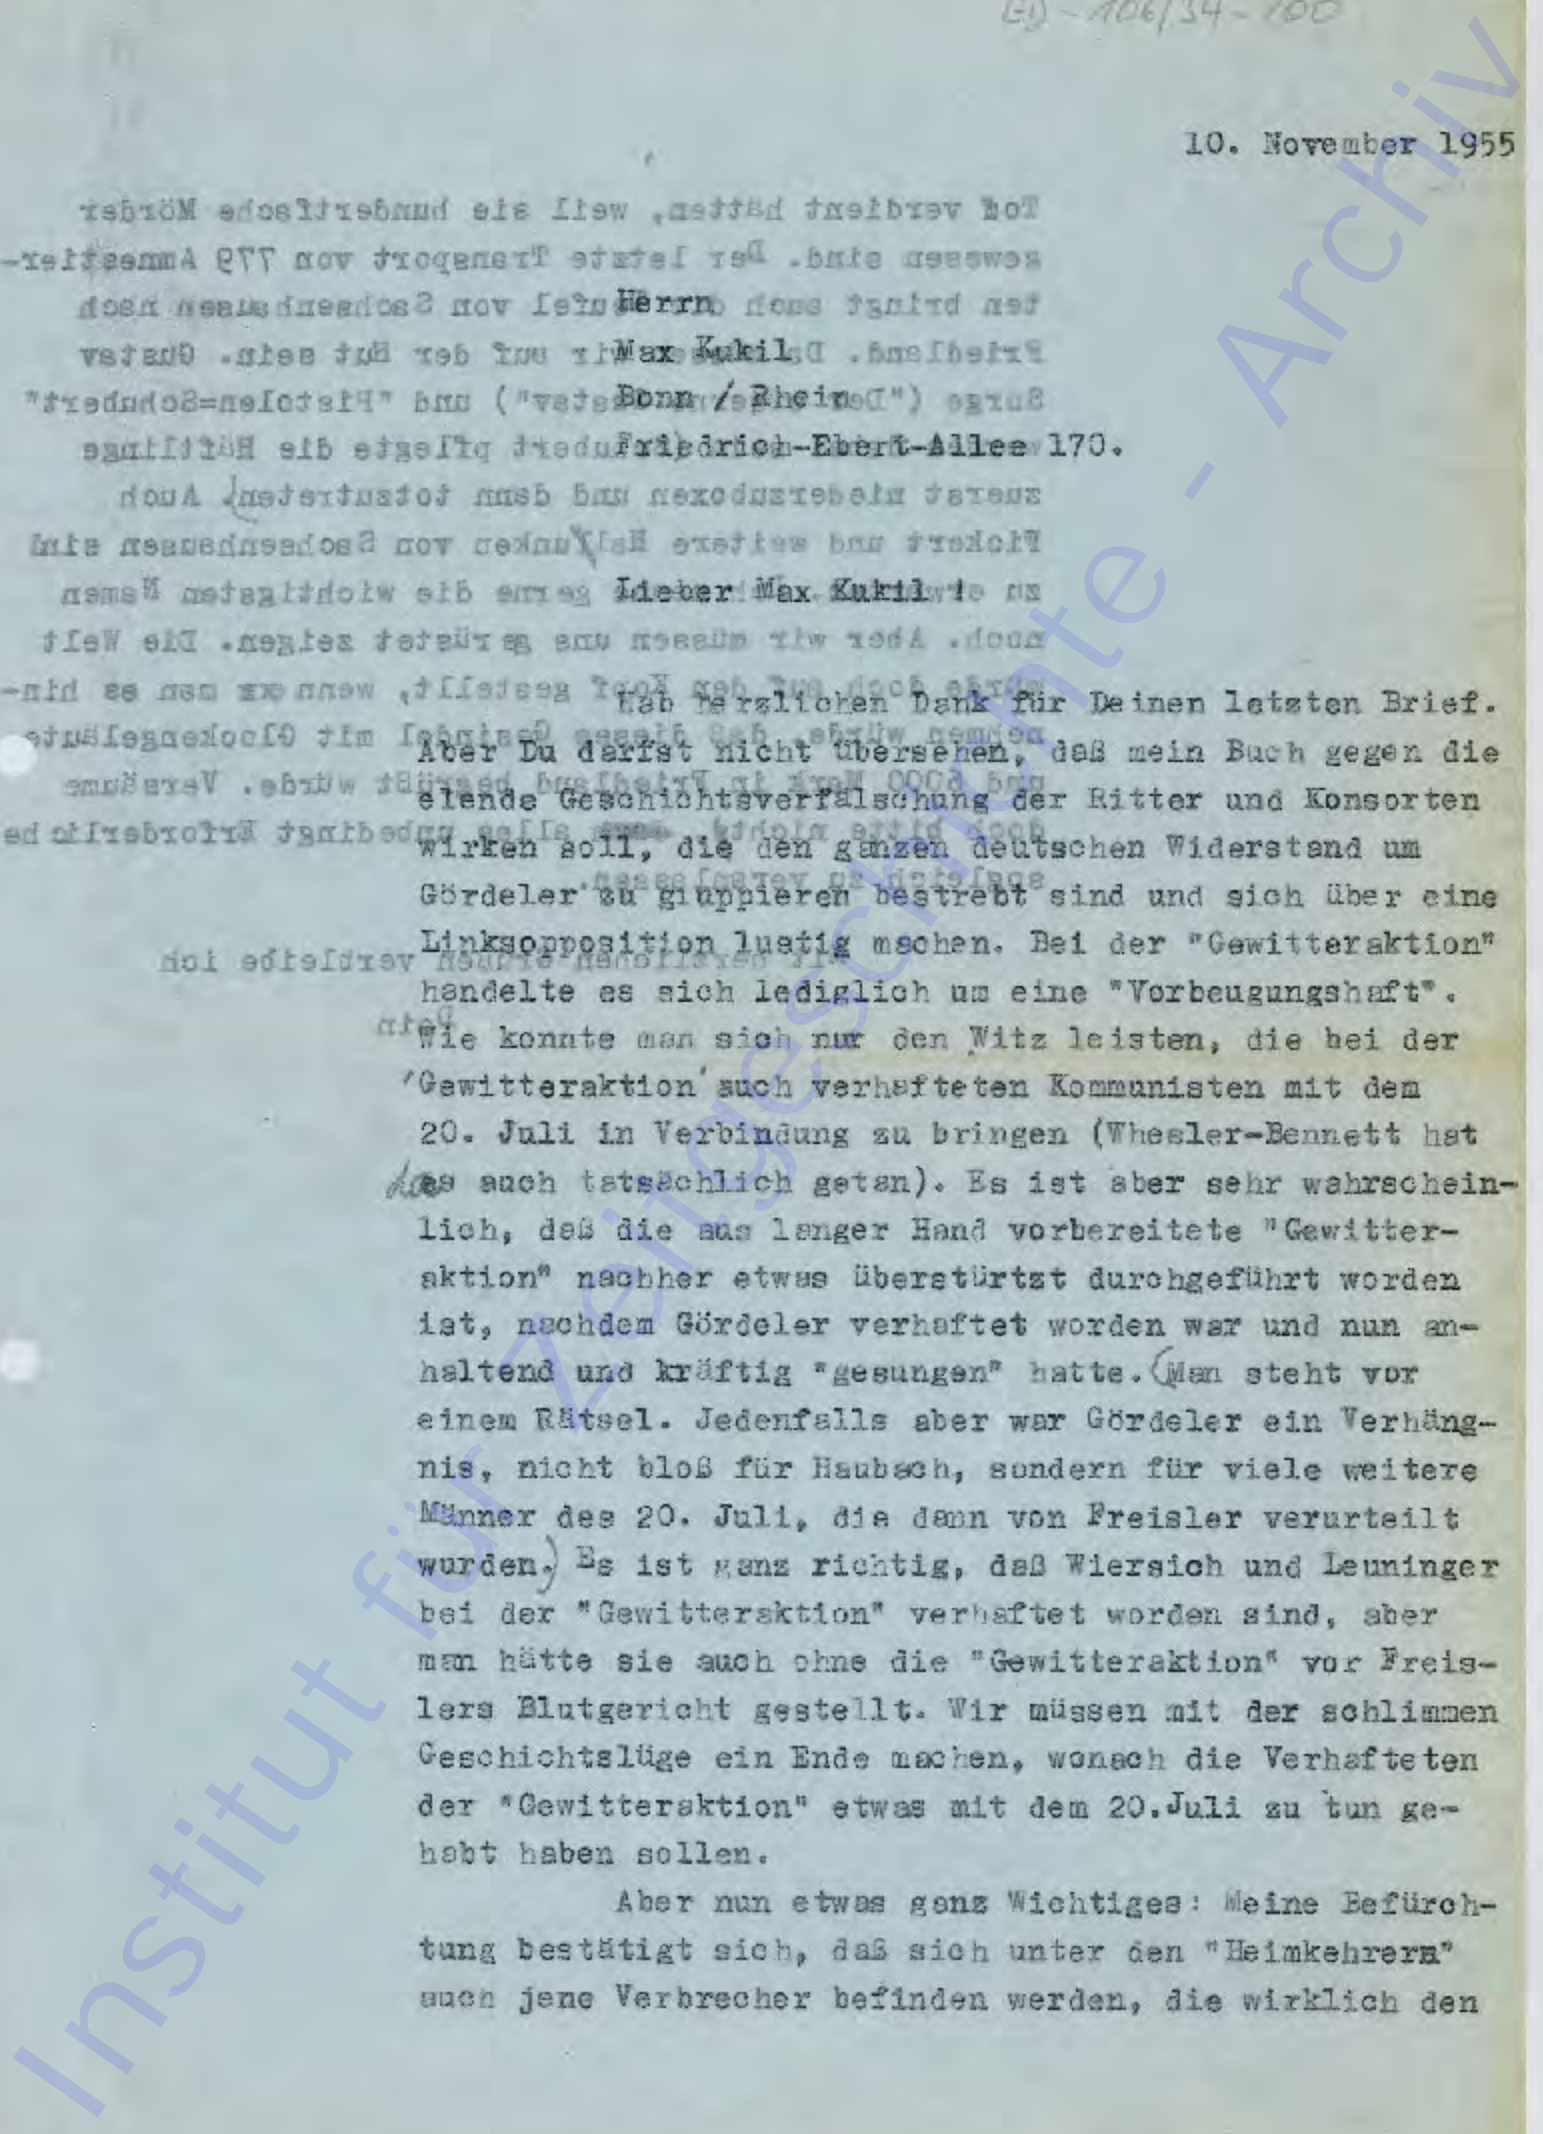 ED - 106/34 - 100
10. November 1955
Herrn
Max Kukil
Bonn / Rhein
Friedrich-Ebert-Allee 170.
Lieber Max Kukil !
Hab herzlichen Dank für Deinen letzten Brief.
Aber Du darfst nicht übersehen, daß mein Buch gegen die
elende Geschichtsverfälschung der Ritter und Konsorten
wirken soll, die den ganzen deutschen Widerstand um
Gördeler zu gruppieren bestrebt sind und sich über eine
Linksopposition lustig machen. Bei der "Gewitteraktion"
handelte es sich lediglich um eine "Vorbeugungshaft".
Wie konnte man sich nur den Witz leisten, die bei der
'Gewitteraktion' auch verhafteten Kommunisten mit dem
20. Juli in Verbindung zu bringen (Wheeler-Bennett hat
das auch tatsächlich getan). Es ist aber sehr wahrschein-
lich, daß die aus langer Hand vorbereitete "Gewitter-
aktion" nachher etwas überstürtzt durchgeführt worden
ist, nachdem Gördeler verhaftet worden war und nun an-
haltend und kräftig "gesungen" hatte. (Man steht vor
einem Rätsel. Jedenfalls aber war Gördeler ein Verhäng-
nis, nicht bloß für Haubach, sondern für viele weitere
Männer des 20. Juli, die dann von Freisler verurteilt
wurden.) Es ist ganz richtig, daß Wiersich und Leuninger
bei der "Gewitteraktion" verhaftet worden sind, aber
man hätte sie auch ohne die "Gewitteraktion" vor Freis-
lers Blutgericht gestellt. Wir müssen mit der schlimmen
Geschichtslüge ein Ende machen, wonach die Verhafteten
der "Gewitteraktion" etwas mit dem 20.Juli zu tun ge-
habt haben sollen.
Aber nun etwas ganz Wichtiges: Meine Befürch-
tung bestätigt sich, daß sich unter den "Heimkehrern"
auch jene Verbrecher befinden werden, die wirklich den
Institut für Zeitgeschichte - Archiv